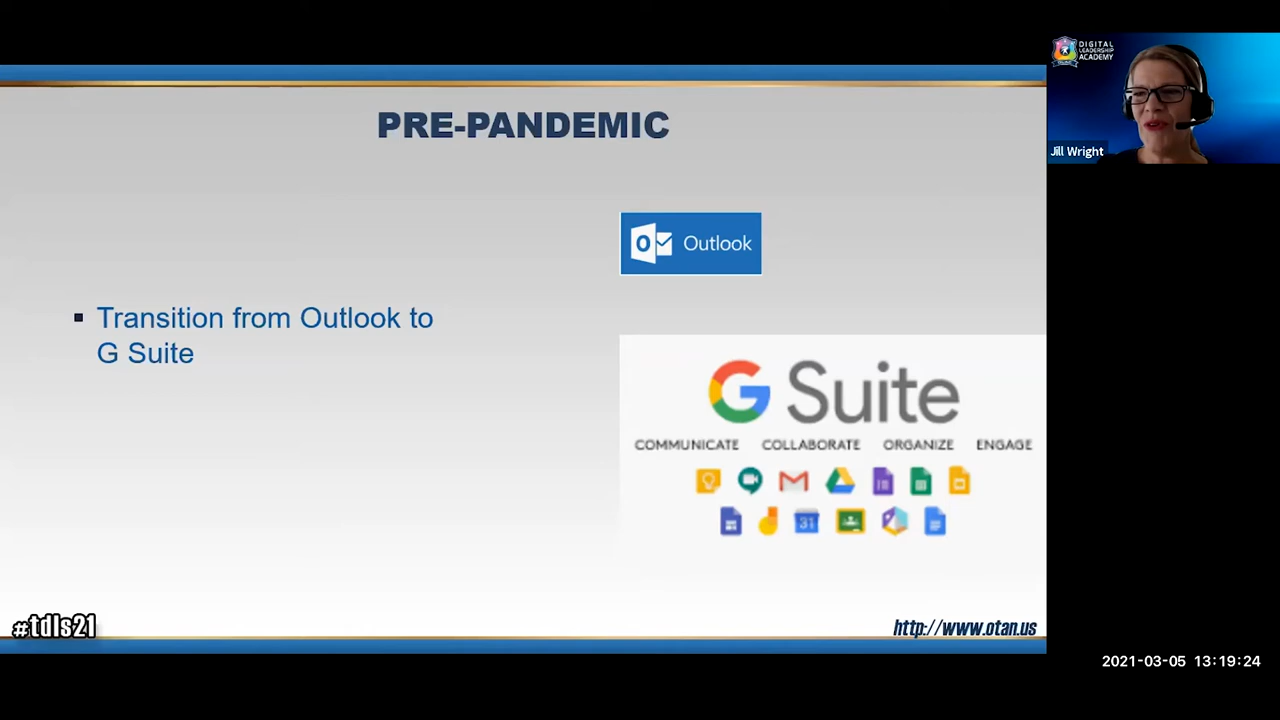 DIGITAL
LEADERSHIP
ACADEMY
Jill Wright
PRE-PANDEMIC
Outlook
Transition from Outlook to
G Suite
G Suite
COMMUNICATE COLLABORATE ORGANIZE ENGAGE
31
#tdls21
http://www.otan.us
2021-03-05 13:19:24